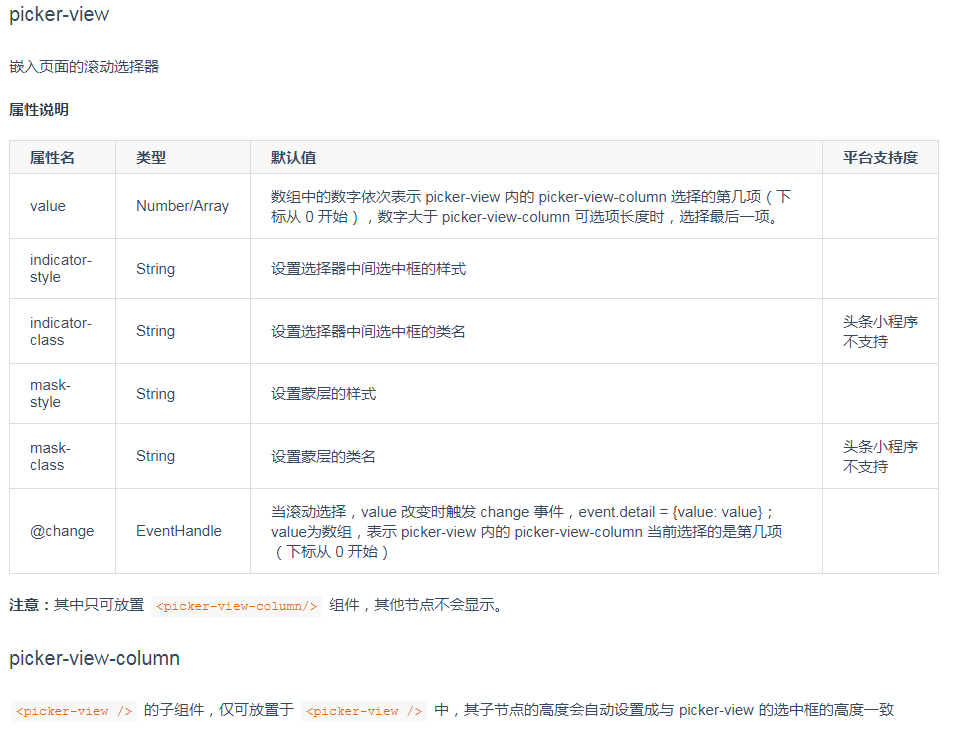 picker-view
嵌入页面的滚动选择器
属性说明
属性名 类型 默认值 平台支持度
value Number/Array 数组中的数字依次表示 picker-view 内的 picker-view-column 选择的第几项（下
标从 0 开始），数字大于 picker-view-column 可选项长度时，选择最后一项。
indicator-
style String 设置选择器中间选中框的样式
indicator-
class String 设置选择器中间选中框的类名 头条小程序
不支持
mask-
style String 设置蒙层的样式
mask-
class String 设置蒙层的类名 头条小程序
不支持
@change EventHandle 当滚动选择，value 改变时触发 change 事件，event.detail = {value: value}；
value为数组，表示 picker-view 内的 picker-view-column 当前选择的是第几项
（下标从 0 开始）
注意：其中只可放置 <picker-view-column/> 组件，其他节点不会显示。
picker-view-column
<picker-view /> 的子组件，仅可放置于 <picker-view /> 中，其子节点的高度会自动设置成与 picker-view 的选中框的高度一致